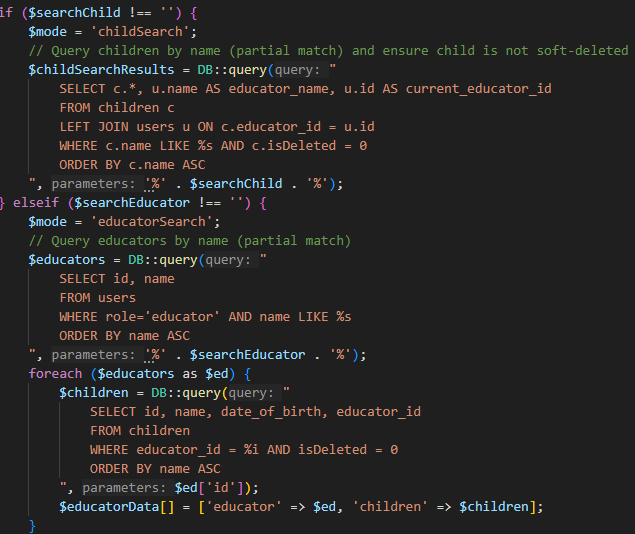 if ($searchChild !== '') {
$mode = 'childSearch';
// Query children by name (partial match) and ensure child is not soft-deleted
$childSearchResults = DB::query(query: "
SELECT c.*, u.name AS educator_name, u.id AS current_educator_id
FROM children c
LEFT JOIN users u ON c.educator_id = u.id
WHERE c.name LIKE %s AND c.isDeleted = 0
ORDER BY c.name ASC
", parameters: '%' . $searchChild . '%');
} elseif ($searchEducator !== '') {
$mode = 'educatorSearch';
// Query educators by name (partial match)
$educators = DB::query(query: "
SELECT id, name
FROM users
WHERE role='educator' AND name LIKE %s
ORDER BY name ASC
", parameters: '%' . $searchEducator . '%');
foreach ($educators as $ed) {
$children = DB::query(query: "
SELECT id, name, date_of_birth, educator_id
FROM children
WHERE educator_id = %i AND isDeleted = 0
ORDER BY name ASC
", parameters: $ed['id']);
$educatorData[] = ['educator' => $ed, 'children' => $children];
}